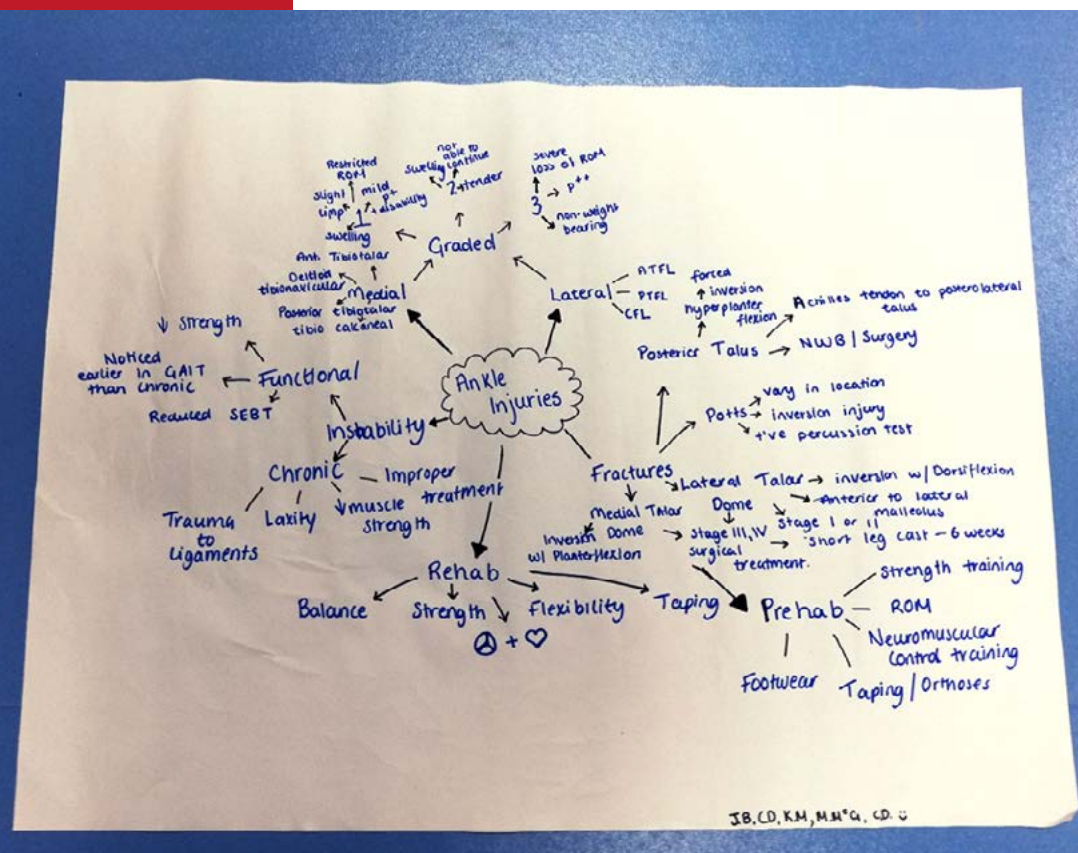 Ankle
Injuries
Medial
Ant. Tibiotalar
Deltoid
tibionavicular
Posterior tibiotalar
tibio calcaneal
Graded
1
Restricted
ROM
slight
limp
mild
p+
+ disability
swelling
2
swelling
not
able to
continue
tender
3
severe
loss of ROM
p++
non-weight
bearing
Lateral
ATFL
PTFL
CFL
Fractures
Posterior Talus
forced
inversion
hyperplanter
flexion
Achilles tendon to posterolateral
talus
NWB / Surgery
Potts
vary in location
inversion injury
+'ve percussion test
Lateral Talar
Dome
inversion w/ Dorsiflexion
Anterior to lateral
malleolus
Stage I or II
short leg cast - 6 weeks
Stage III, IV
surgical
treatment.
Medial Talar
Dome
Inversion
w/ Planterflexion
Prehab
Strength training
ROM
Neuromuscular
control training
Taping / Orthoses
Footwear
Rehab
Balance
Strength
+
Flexibility
Taping
Instability
Functional
↓ Strength
Noticed
earlier in GAIT
than chronic
Reduced SEBT
Chronic
Improper
treatment
↓ muscle
strength
Laxity
Trauma
to
Ligaments